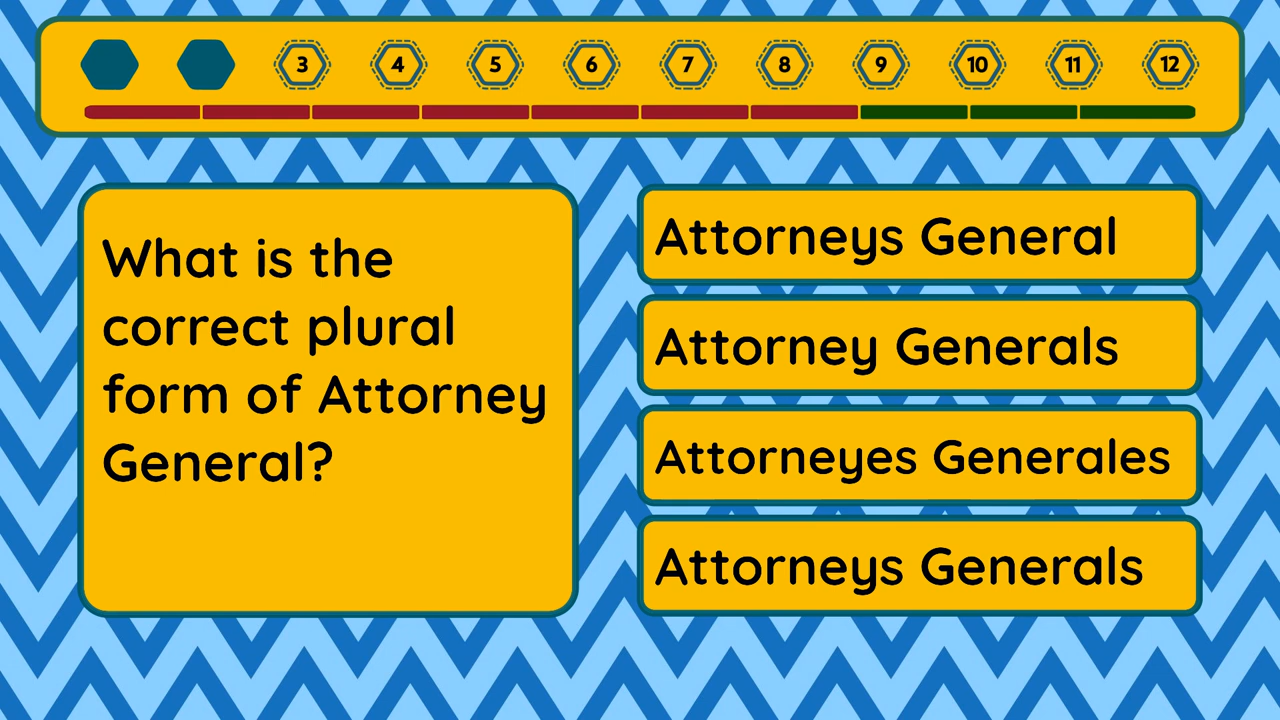 3 4 5 6 7 8 9 10 11 12
What is the
correct plural
form of Attorney
General?
Attorneys General
Attorney Generals
Attorneyes Generales
Attorneys Generals